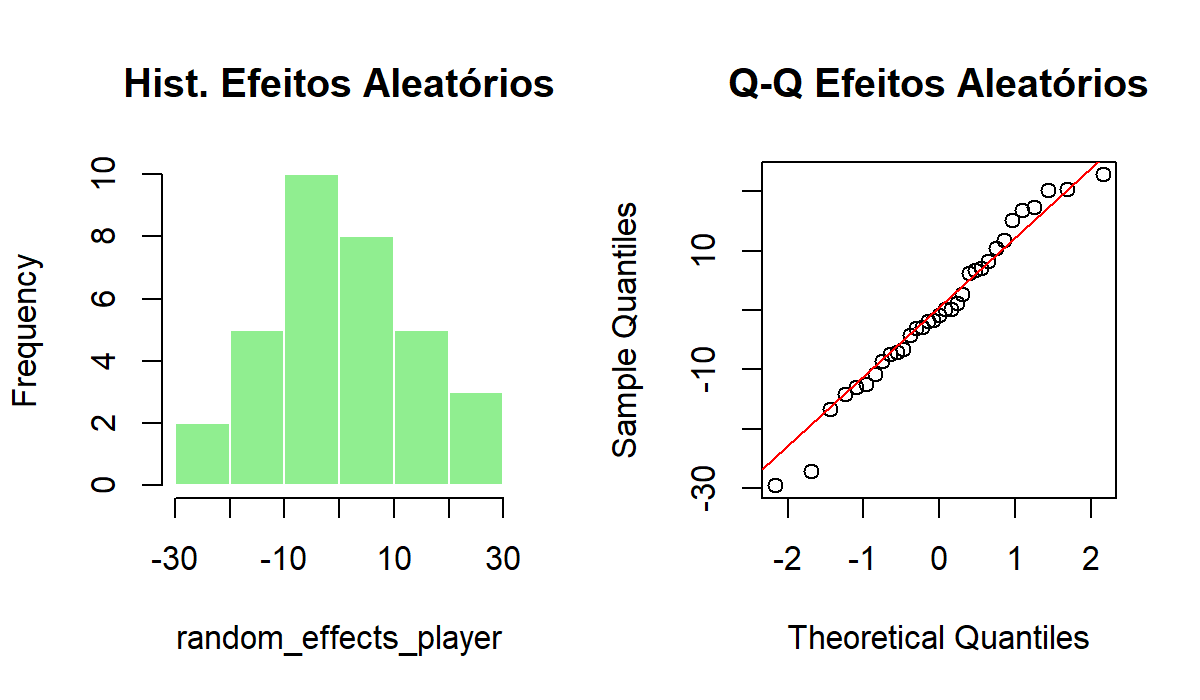 Hist. Efeitos Aleatórios
Frequency
0 2 4 6 8 10
-30 -10 10 30
random_effects_player
Q-Q Efeitos Aleatórios
Sample Quantiles
-30 -10 10
-2 -1 0 1 2
Theoretical Quantiles